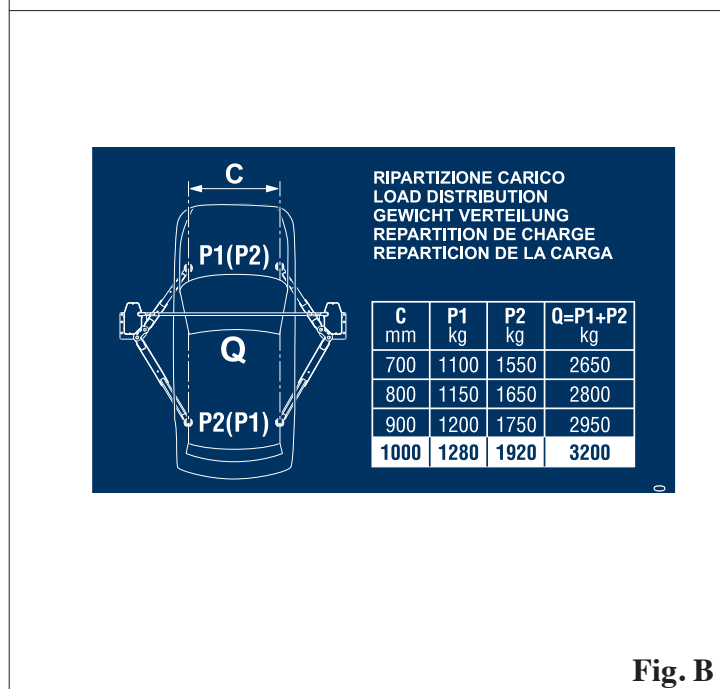 C
P1(P2)
Q
P2(P1)
RIPARTIZIONE CARICO
LOAD DISTRIBUTION
GEWICHT VERTEILUNG
REPARTITION DE CHARGE
REPARTICION DE LA CARGA
C P1 P2 Q=P1+P2
mm kg kg kg
700 1100 1550 2650
800 1150 1650 2800
900 1200 1750 2950
1000 1280 1920 3200
0
Fig. B